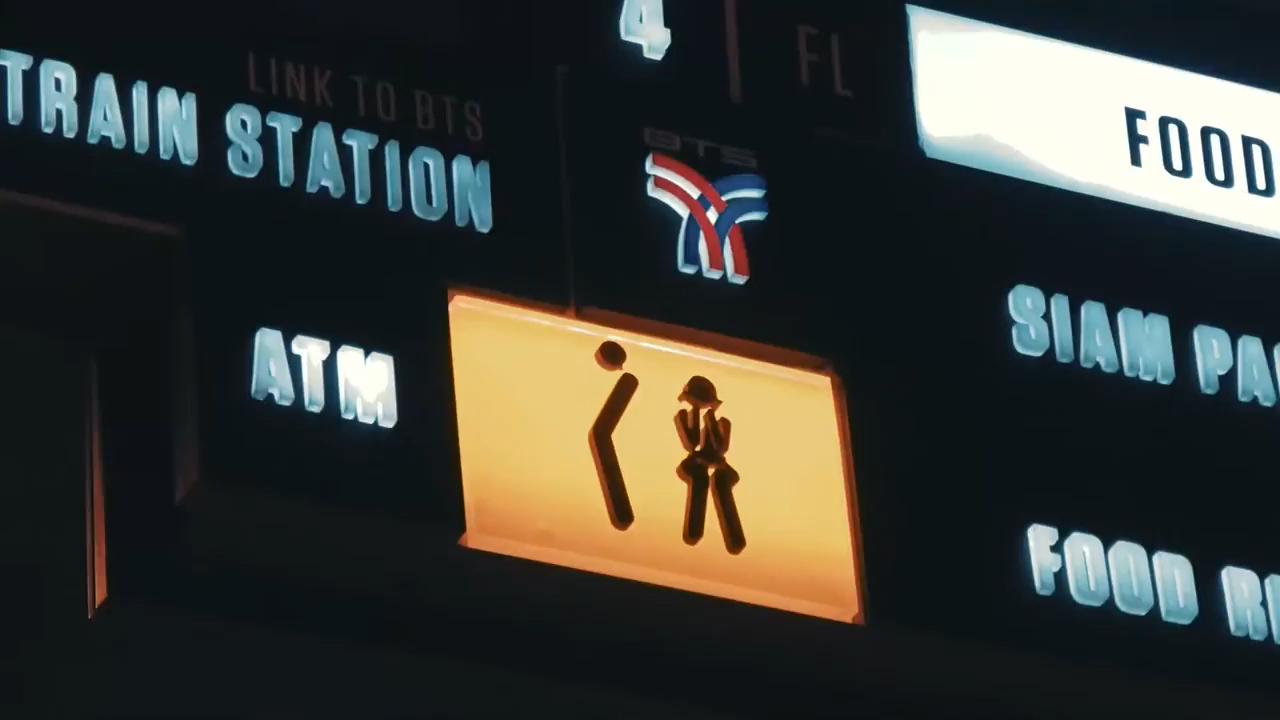 4
FL
LINK TO BTS
TRAIN STATION
BTS
FOOD
ATM
SIAM
FOOD